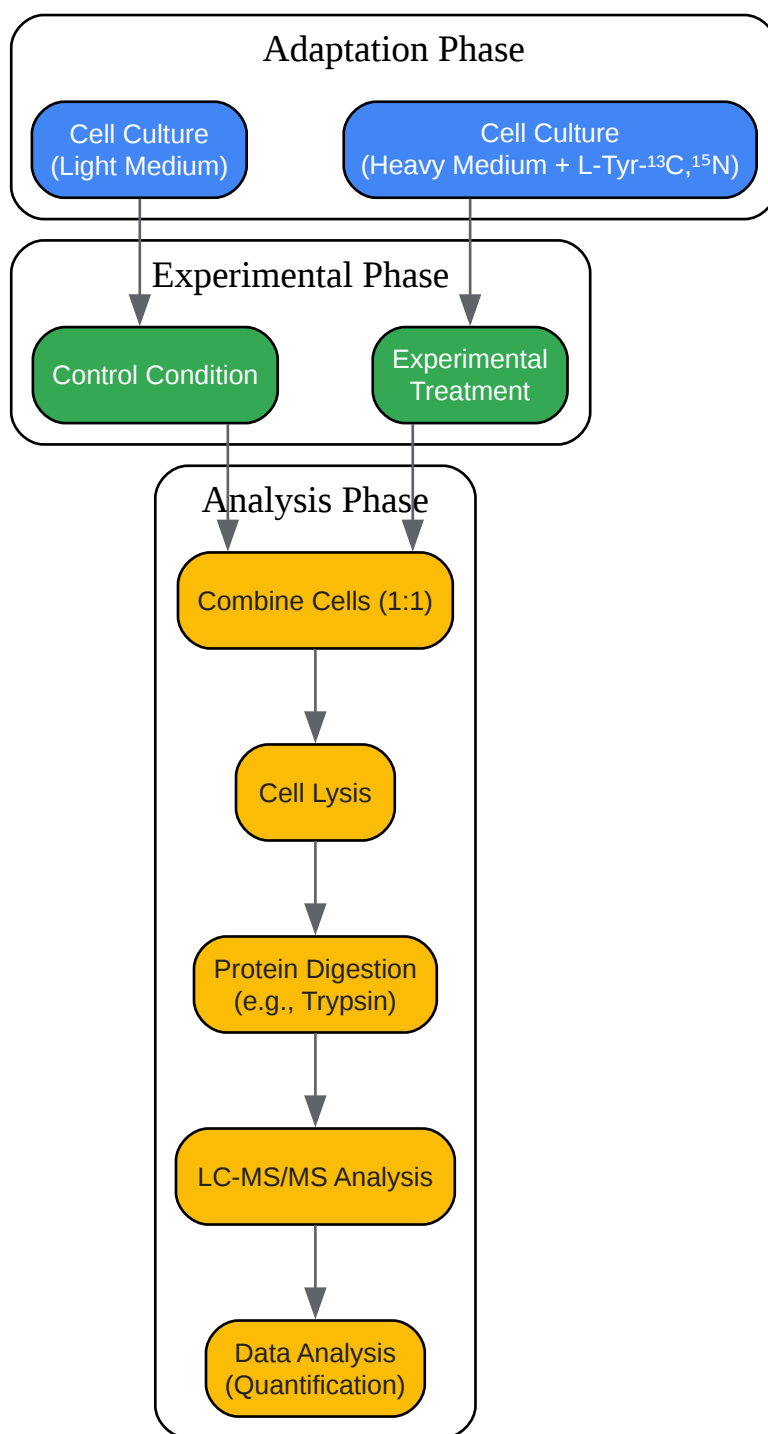 Adaptation Phase
Cell Culture
(Light Medium)
Cell Culture
(Heavy Medium + L-Tyr-¹³C,¹⁵N)
Experimental Phase
Control Condition
Experimental
Treatment
Analysis Phase
Combine Cells (1:1)
Cell Lysis
Protein Digestion
(e.g., Trypsin)
LC-MS/MS Analysis
Data Analysis
(Quantification)